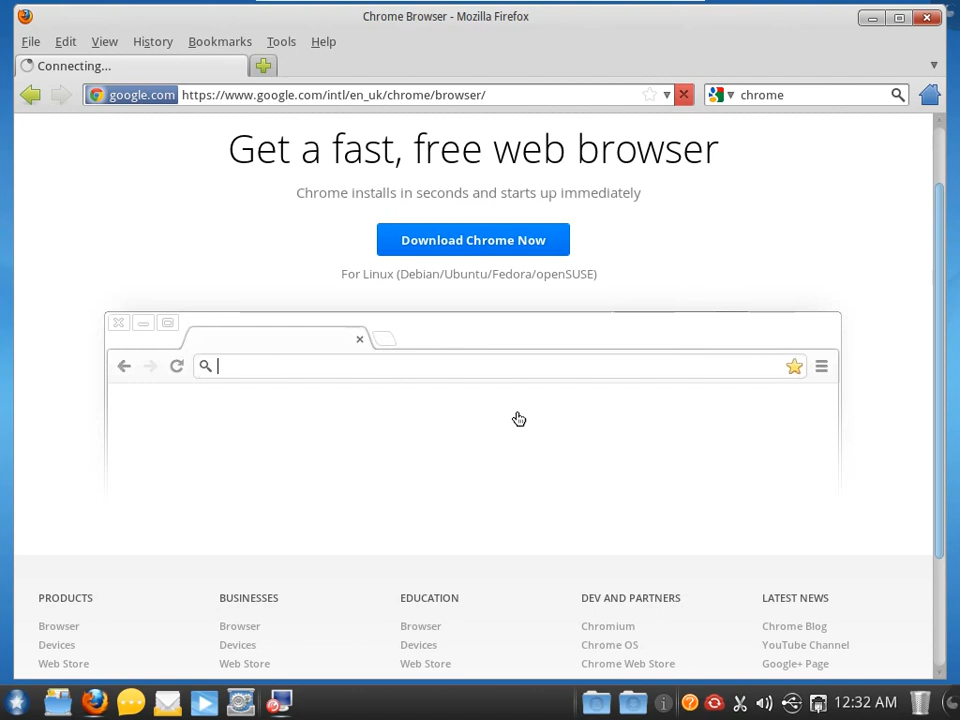 Chrome Browser - Mozilla Firefox
File Edit View History Bookmarks Tools Help
Connecting...
google.com https://www.google.com/intl/en_uk/chrome/browser/ chrome
Get a fast, free web browser
Chrome installs in seconds and starts up immediately
Download Chrome Now
For Linux (Debian/Ubuntu/Fedora/openSUSE)
PRODUCTS BUSINESSES EDUCATION DEV AND PARTNERS LATEST NEWS
Browser Browser Browser Chromium Chrome Blog
Devices Devices Devices Chrome OS YouTube Channel
Web Store Web Store Web Store Chrome Web Store Google+ Page
12:32 AM